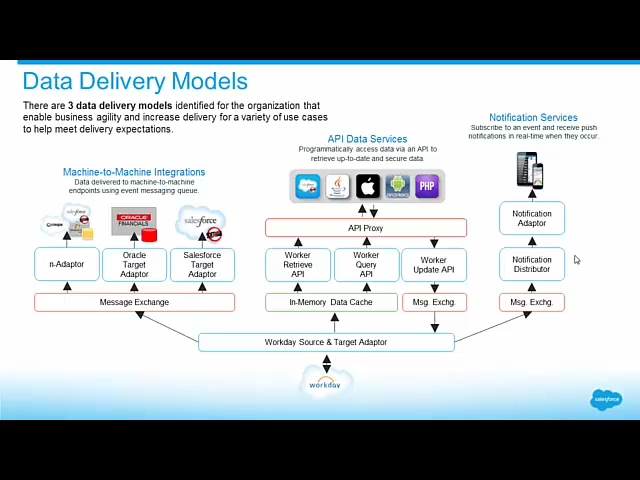 Data Delivery Models
There are 3 data delivery models identified for the organization that
enable business agility and increase delivery for a variety of use cases
to help meet delivery expectations.
Machine-to-Machine Integrations
Data delivered to machine-to-machine
endpoints using event messaging queue.
API Data Services
Programmatically access data via an API to
retrieve up-to-date and secure data.
Notification Services
Subscribe to an event and receive push
notifications in real-time when they occur.
ORACLE
FINANCIALS
salesforce
Java
ANDROID
PHP
n-Adaptor
Oracle
Target
Adaptor
Salesforce
Target
Adaptor
Message Exchange
API Proxy
Worker
Retrieve
API
Worker
Query
API
Worker
Update API
In-Memory Data Cache
Msg. Exchg.
Notification
Adaptor
Notification
Distributor
Msg. Exchg.
Workday Source & Target Adaptor
workday
salesforce